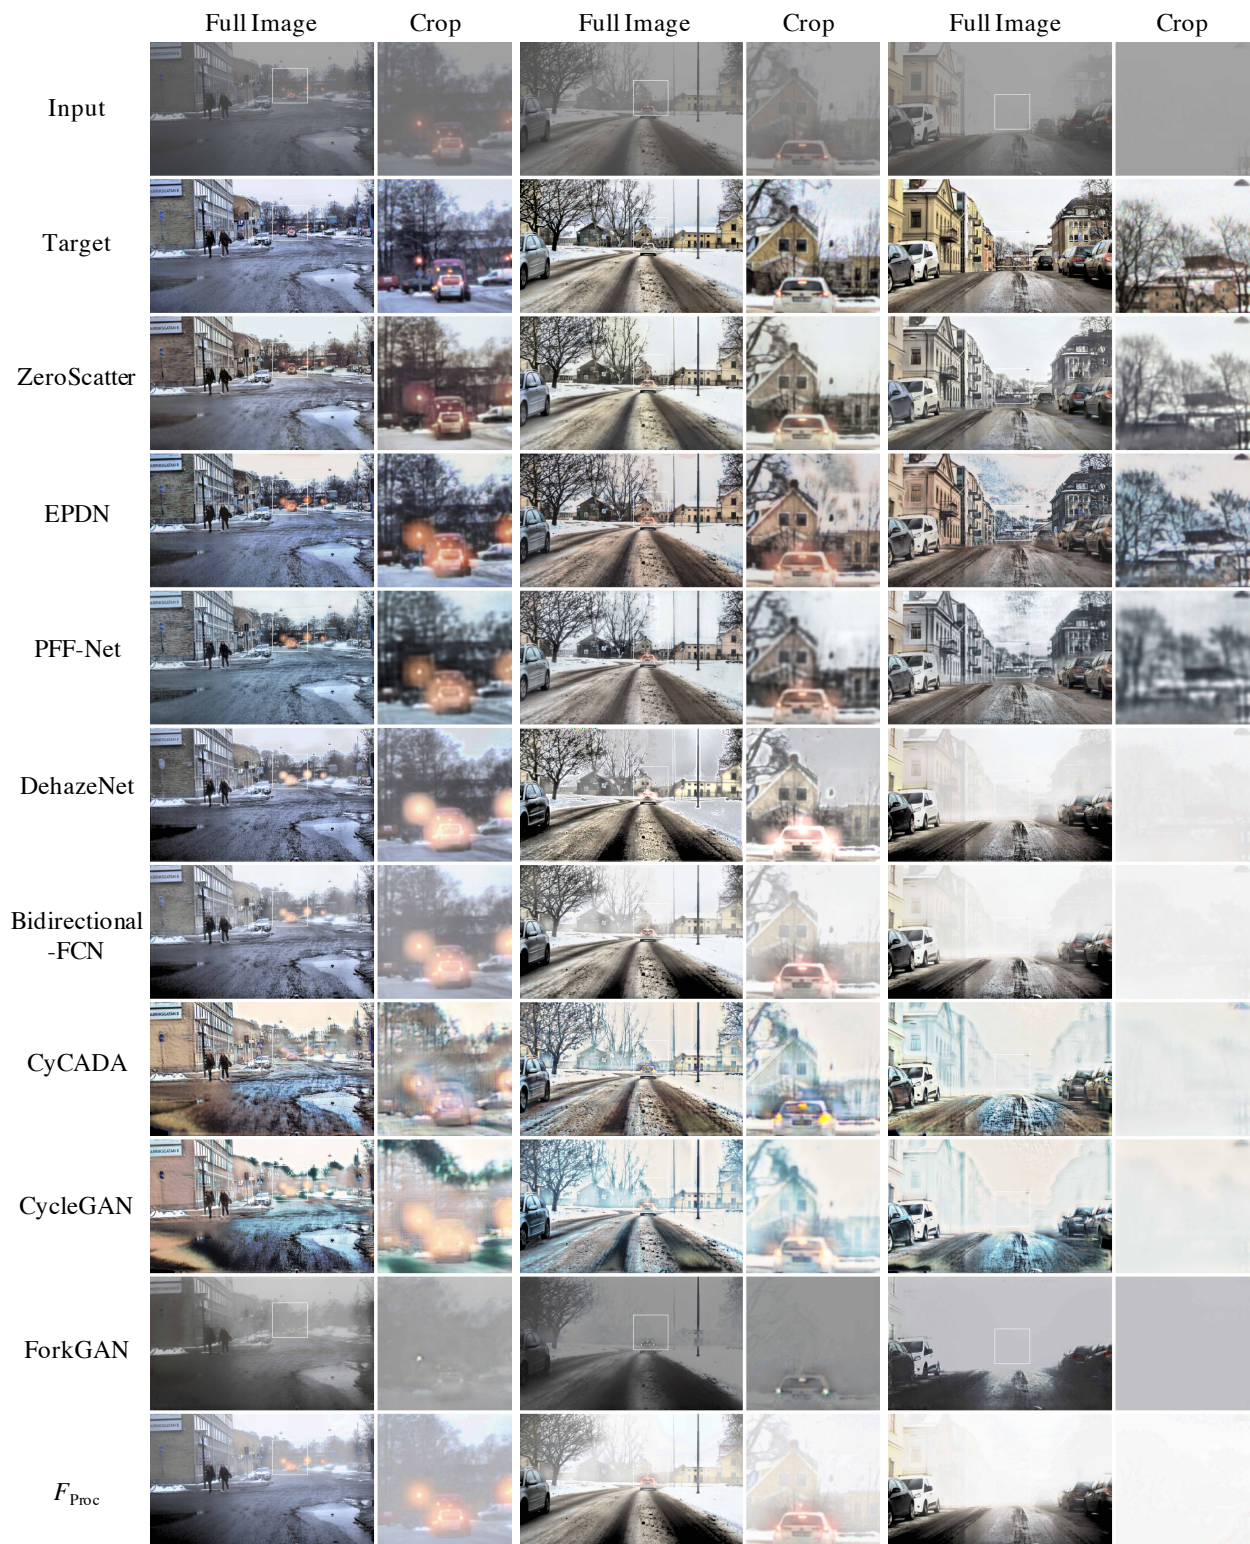 Full Image Crop Full Image Crop Full Image Crop
Input
Target
ZeroScatter
EPDN
PFF-Net
DehazeNet
Bidirectional
-FCN
CyCADA
CycleGAN
ForkGAN
F_Proc